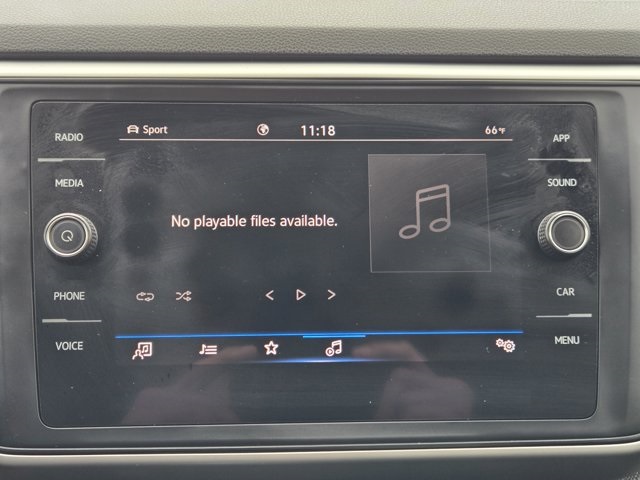 RADIO
Sport
11:18
66°F
APP
MEDIA
SOUND
No playable files available.
PHONE
CAR
VOICE
MENU